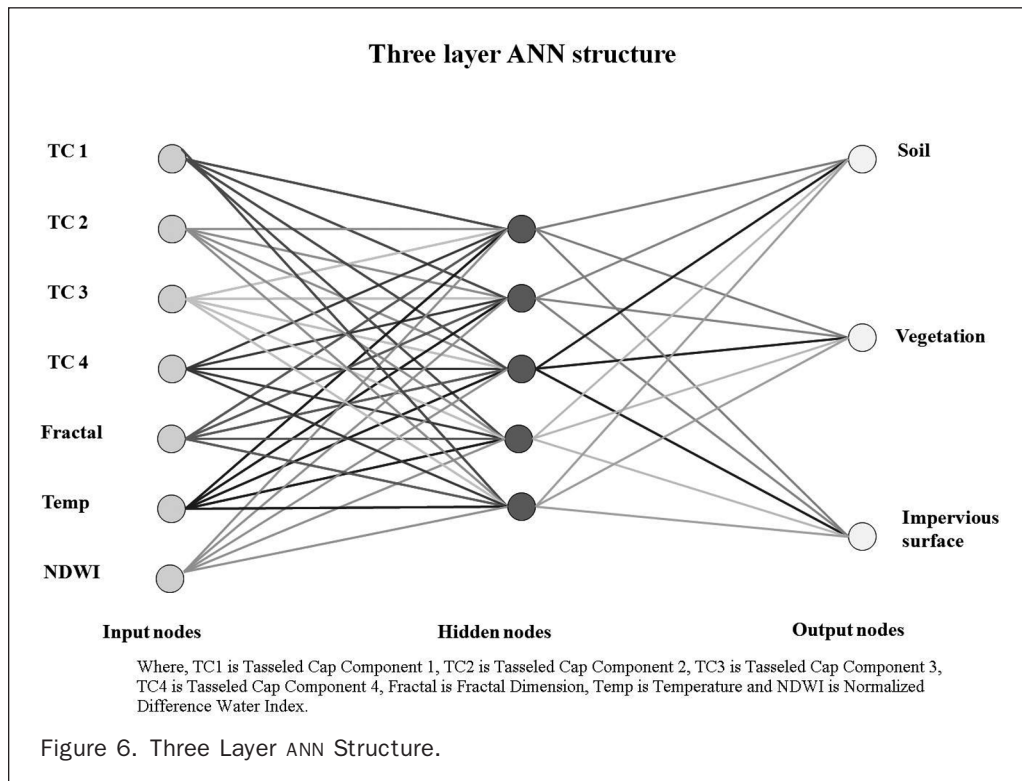 Three layer ANN structure
TC 1
TC 2
TC 3
TC 4
Fractal
Temp
NDWI
Soil
Vegetation
Impervious
surface
Input nodes
Hidden nodes
Output nodes
Where, TC1 is Tasseled Cap Component 1, TC2 is Tasseled Cap Component 2, TC3 is Tasseled Cap Component 3,
TC4 is Tasseled Cap Component 4, Fractal is Fractal Dimension, Temp is Temperature and NDWI is Normalized
Difference Water Index.
Figure 6. Three Layer ANN Structure.